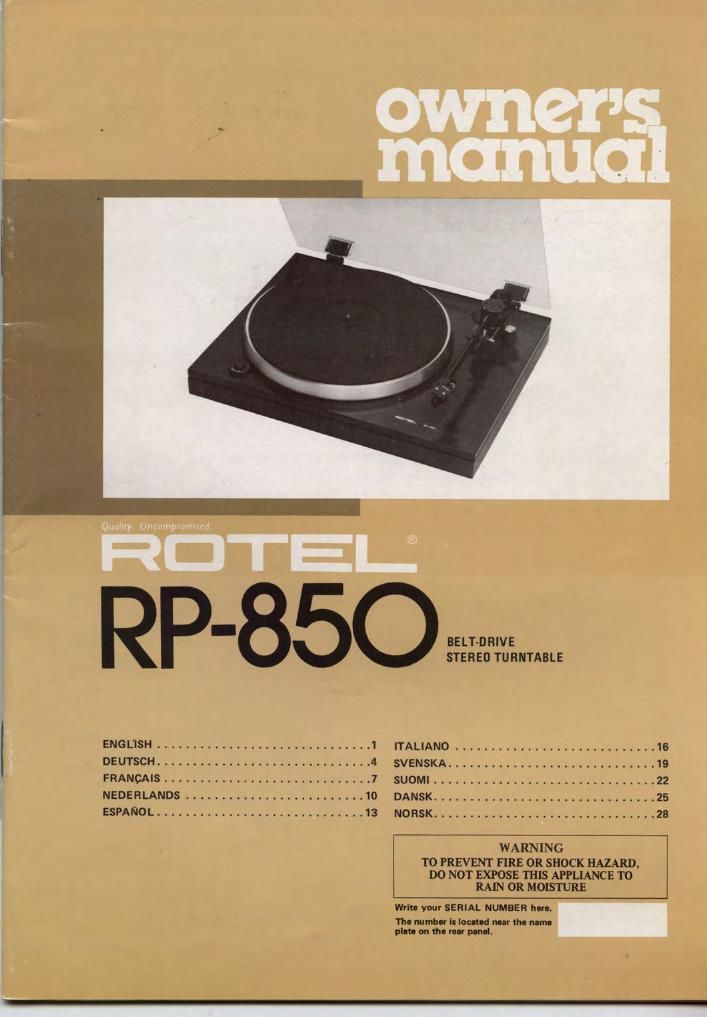 owner's
manual
ROTEL
Quality. Uncompromised.
ROTEL®
RP-850
BELT-DRIVE
STEREO TURNTABLE
ENGLISH . . . . . . . . . . . . . . . . . . . . . . . . . . . . . 1
DEUTSCH . . . . . . . . . . . . . . . . . . . . . . . . . . . . . 4
FRANÇAIS . . . . . . . . . . . . . . . . . . . . . . . . . . . . 7
NEDERLANDS . . . . . . . . . . . . . . . . . . . . . . . . . 10
ESPAÑOL . . . . . . . . . . . . . . . . . . . . . . . . . . . . 13
ITALIANO . . . . . . . . . . . . . . . . . . . . . . . . . . . 16
SVENSKA . . . . . . . . . . . . . . . . . . . . . . . . . . . . 19
SUOMI . . . . . . . . . . . . . . . . . . . . . . . . . . . . . . 22
DANSK . . . . . . . . . . . . . . . . . . . . . . . . . . . . . . 25
NORSK . . . . . . . . . . . . . . . . . . . . . . . . . . . . . . 28
WARNING
TO PREVENT FIRE OR SHOCK HAZARD,
DO NOT EXPOSE THIS APPLIANCE TO
RAIN OR MOISTURE
Write your SERIAL NUMBER here.
The number is located near the name
plate on the rear panel.